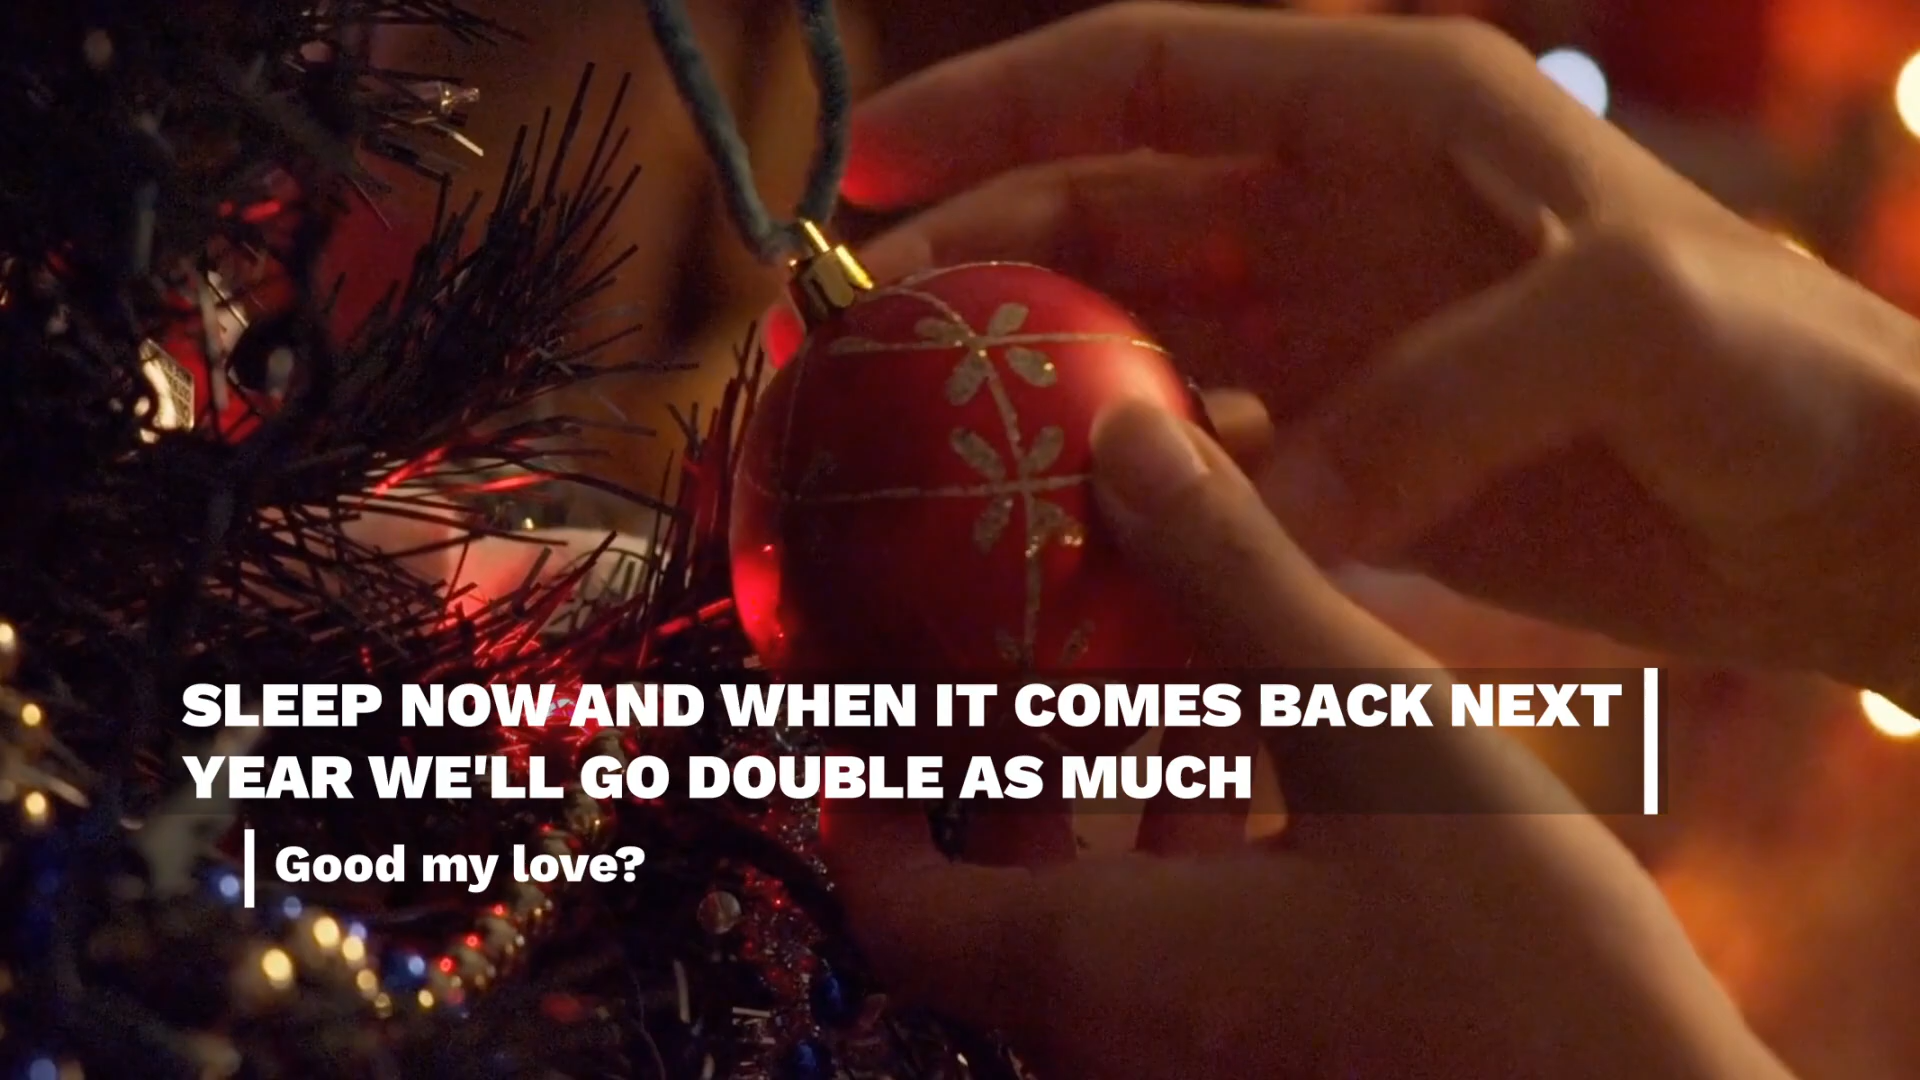 SLEEP NOW AND WHEN IT COMES BACK NEXT
YEAR WE'LL GO DOUBLE AS MUCH
Good my love?